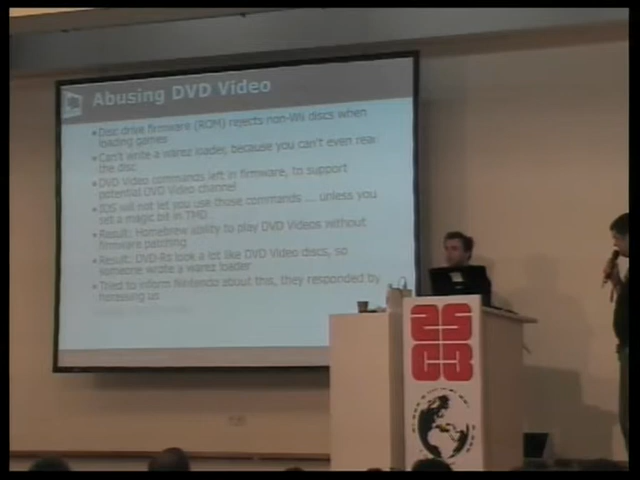 Abusing DVD Video
Disc drive firmware (ROM) rejects non-Wii discs when
loading games
Can't write a warez loader, because you can't even read
the disc
DVD Video commands left in firmware, to support
potential DVD Video channel
IOS will not let you use those commands ... unless you
set a magic bit in TMD
Result: Homebrew ability to play DVD Videos without
firmware patching
Result: DVD-Rs look a lot like DVD Video discs, so
someone wrote a warez loader
Tried to inform Nintendo about this, they responded by
harassing us
25
C3